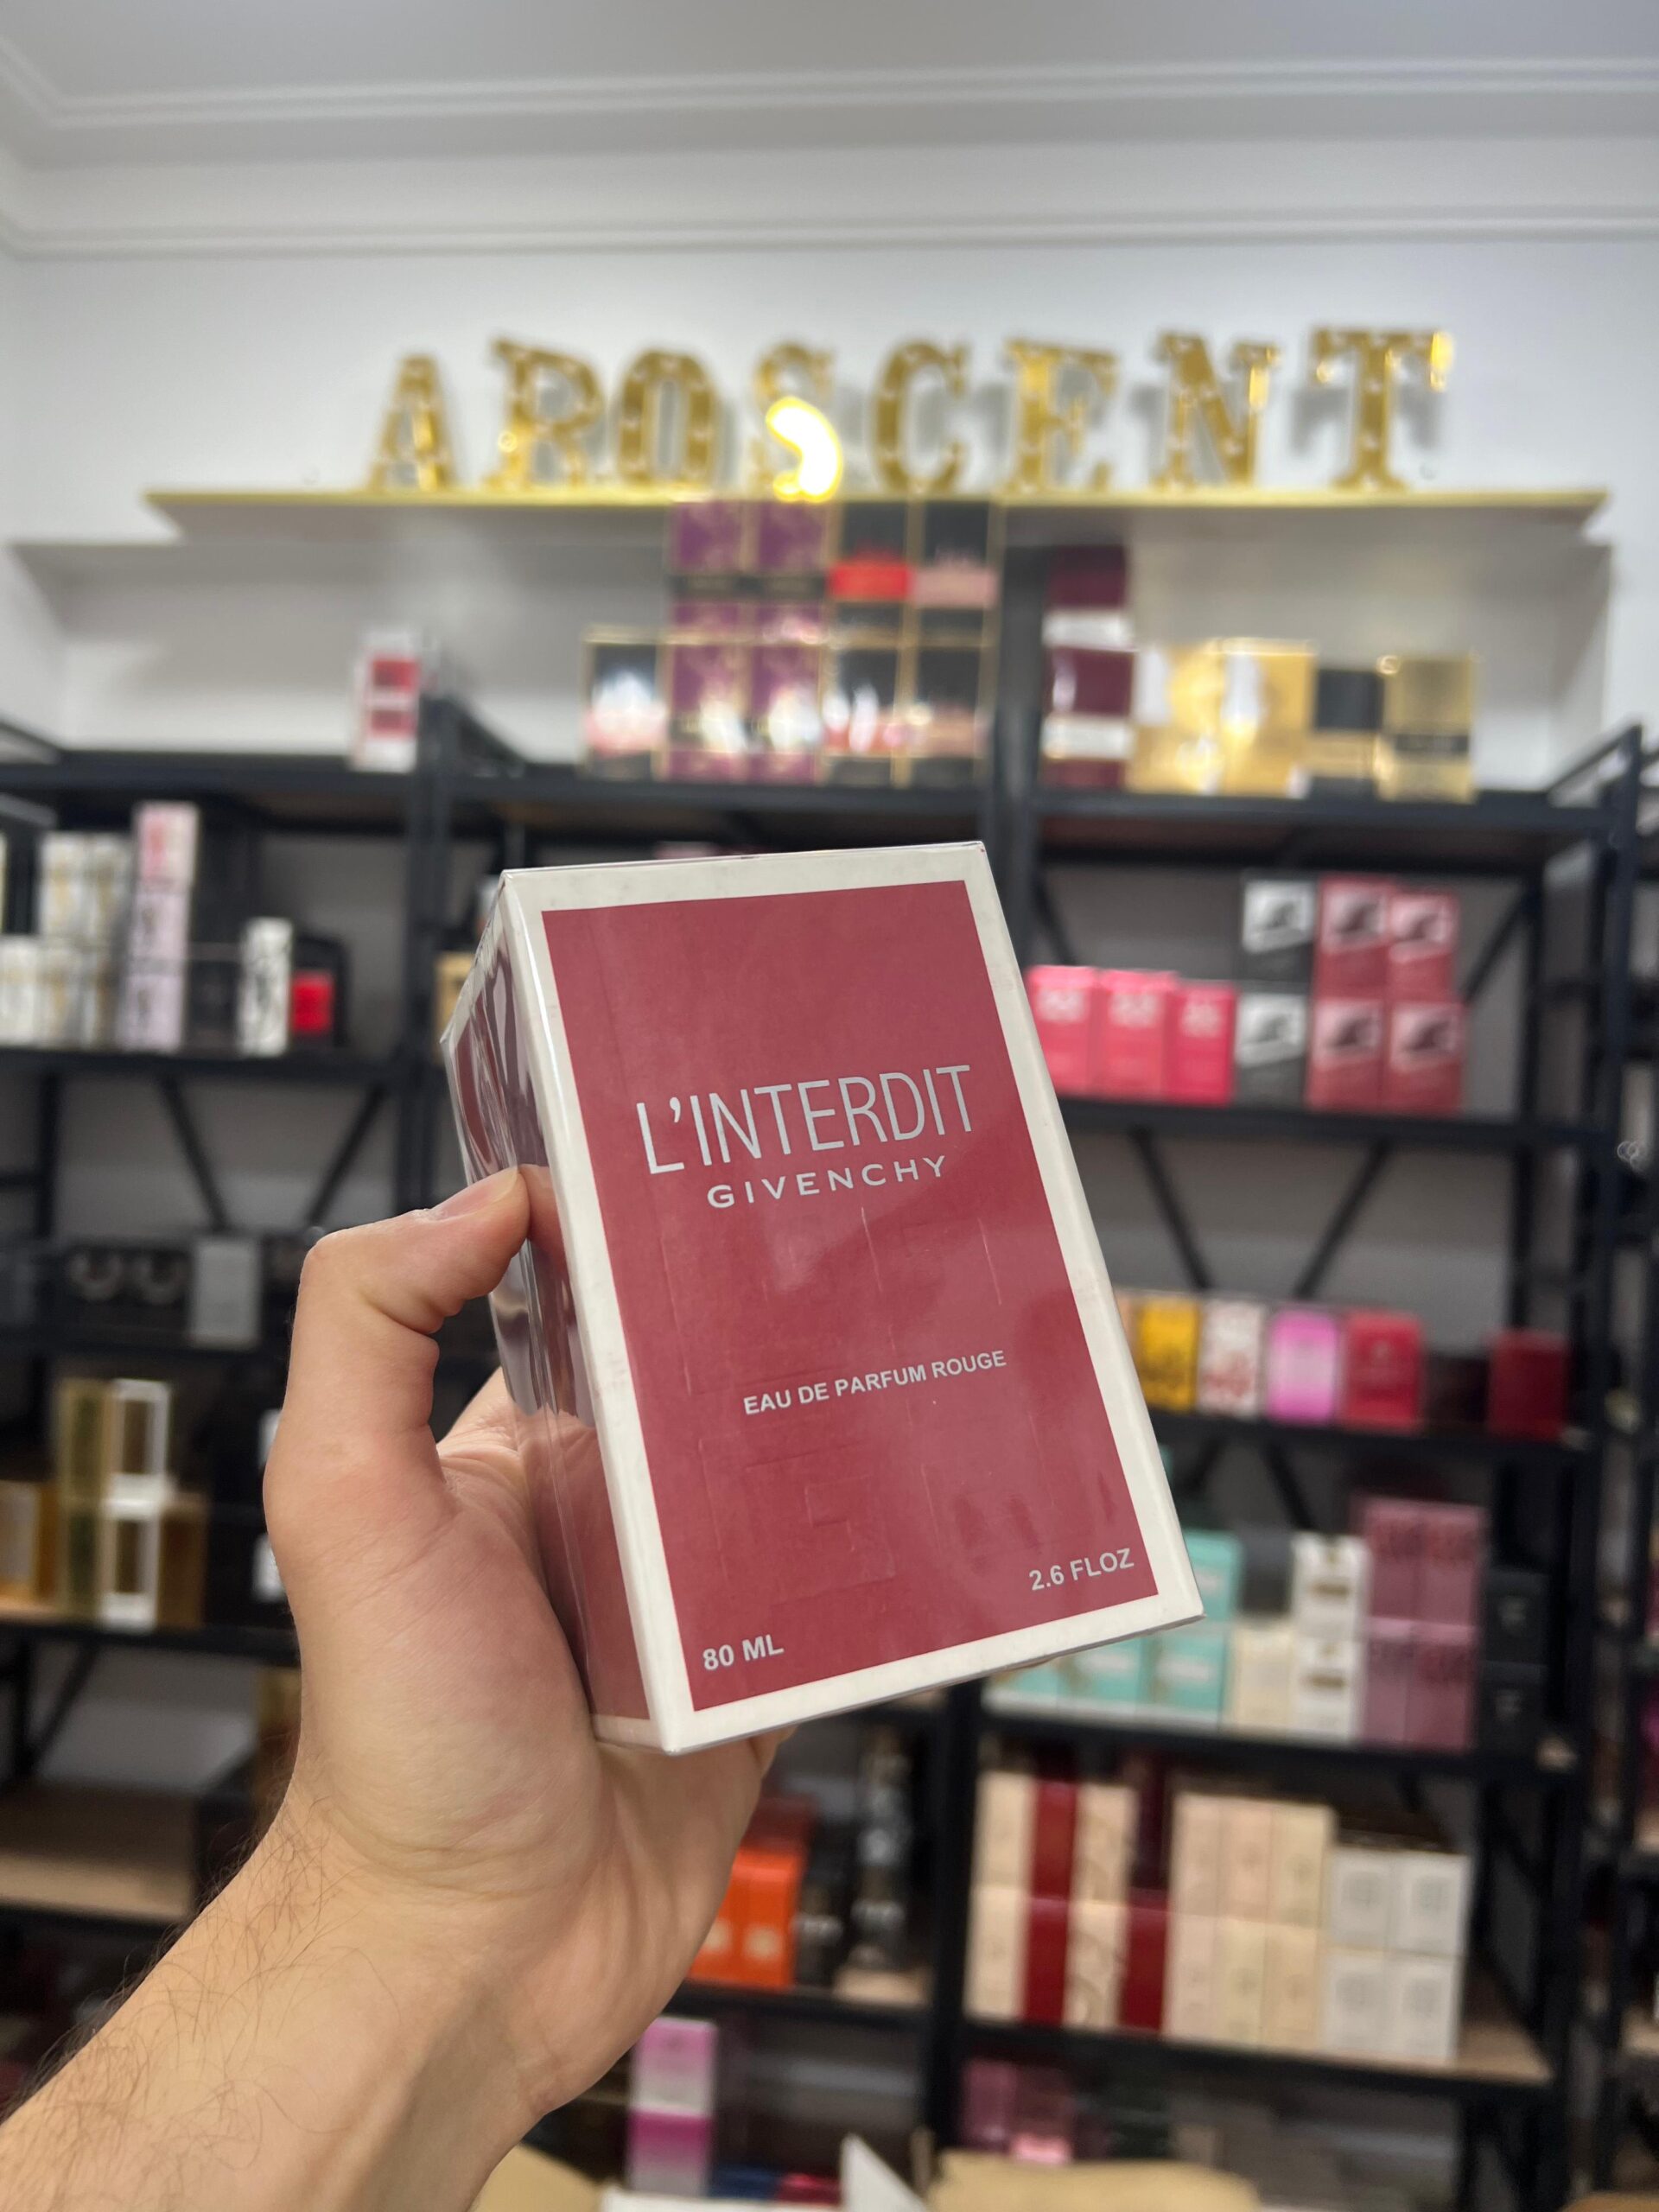 AROSCENT
L'INTERDIT
GIVENCHY
EAU DE PARFUM ROUGE
2.6 FLOZ
80 ML